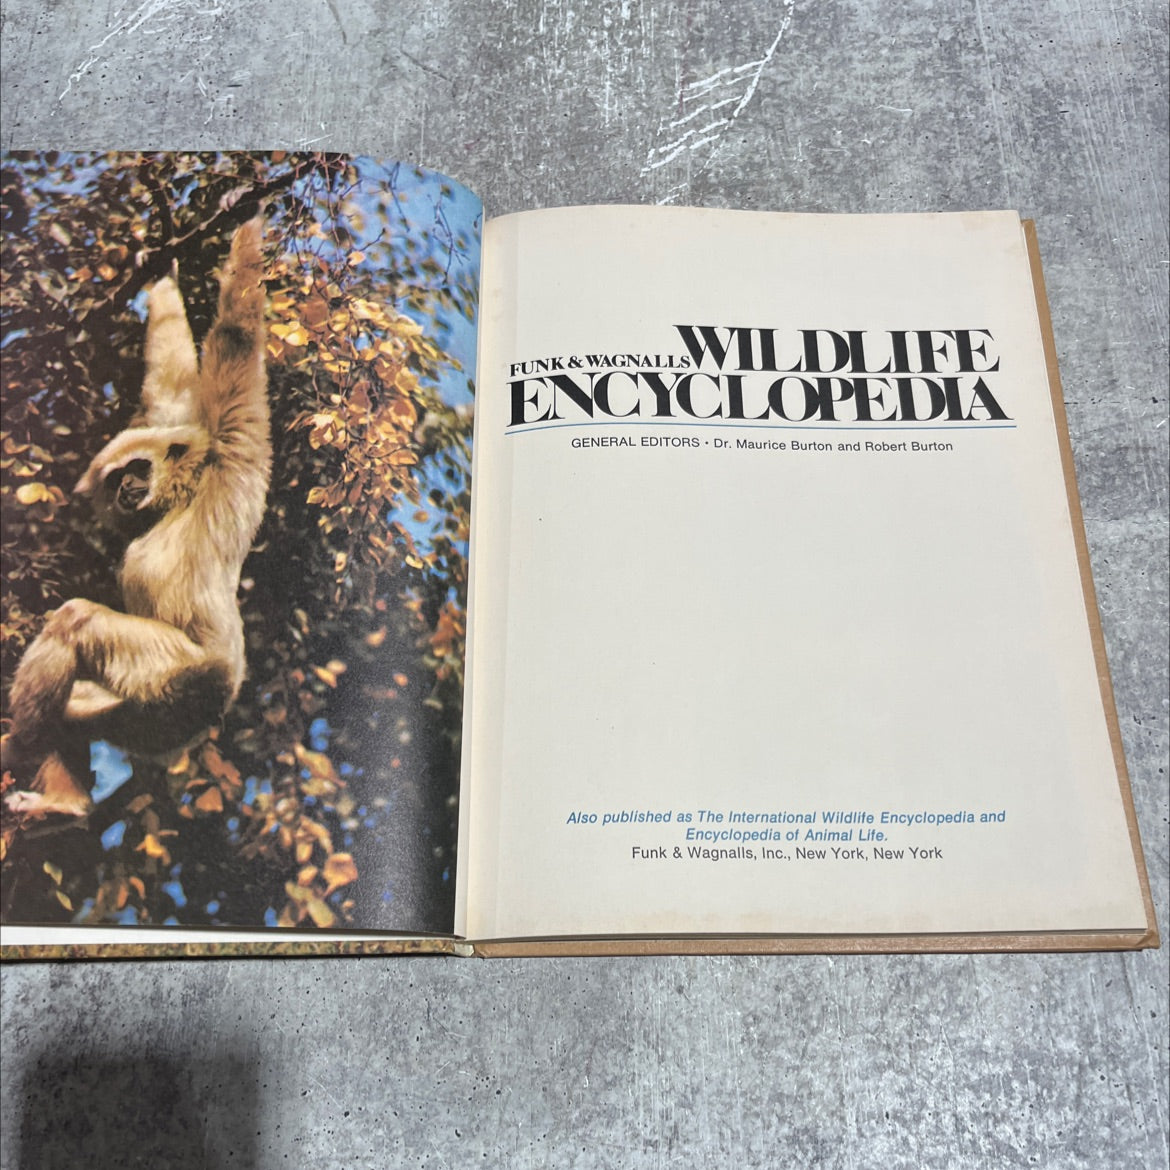 FUNK & WAGNALLS WILDLIFE
ENCYCLOPEDIA
GENERAL EDITORS • Dr. Maurice Burton and Robert Burton
Also published as The International Wildlife Encyclopedia and
Encyclopedia of Animal Life.
Funk & Wagnalls, Inc., New York, New York